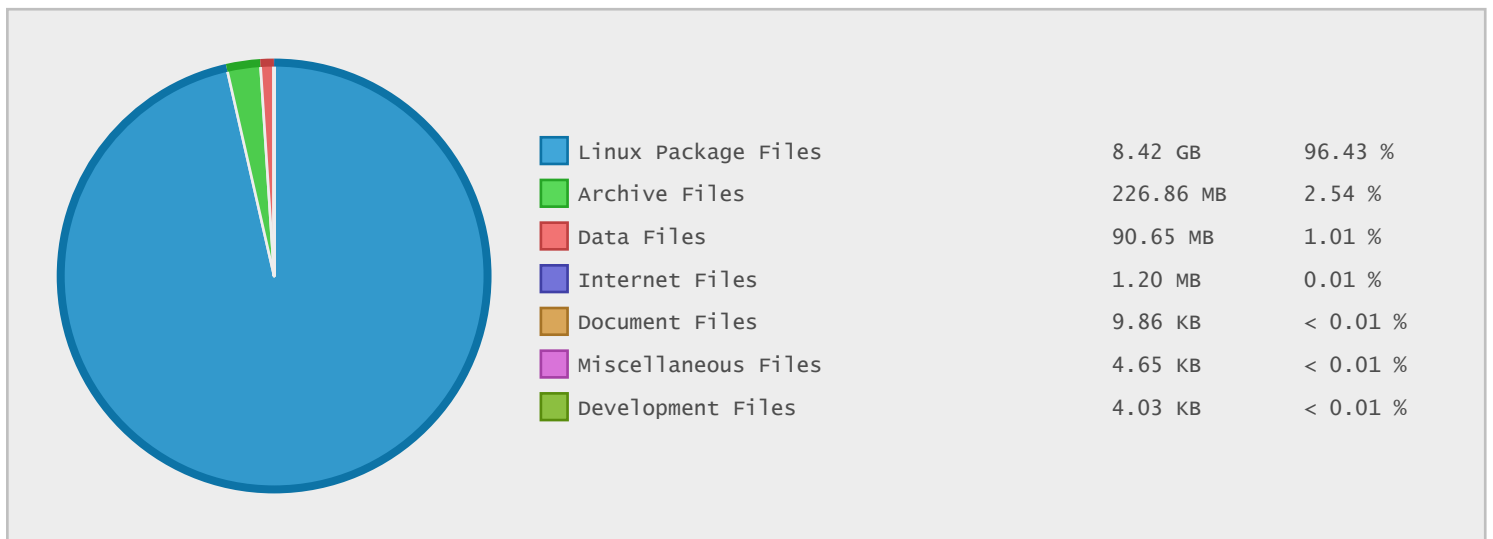 Linux Package Files 8.42 GB 96.43 %
Archive Files 226.86 MB 2.54 %
Data Files 90.65 MB 1.01 %
Internet Files 1.20 MB 0.01 %
Document Files 9.86 KB < 0.01 %
Miscellaneous Files 4.65 KB < 0.01 %
Development Files 4.03 KB < 0.01 %